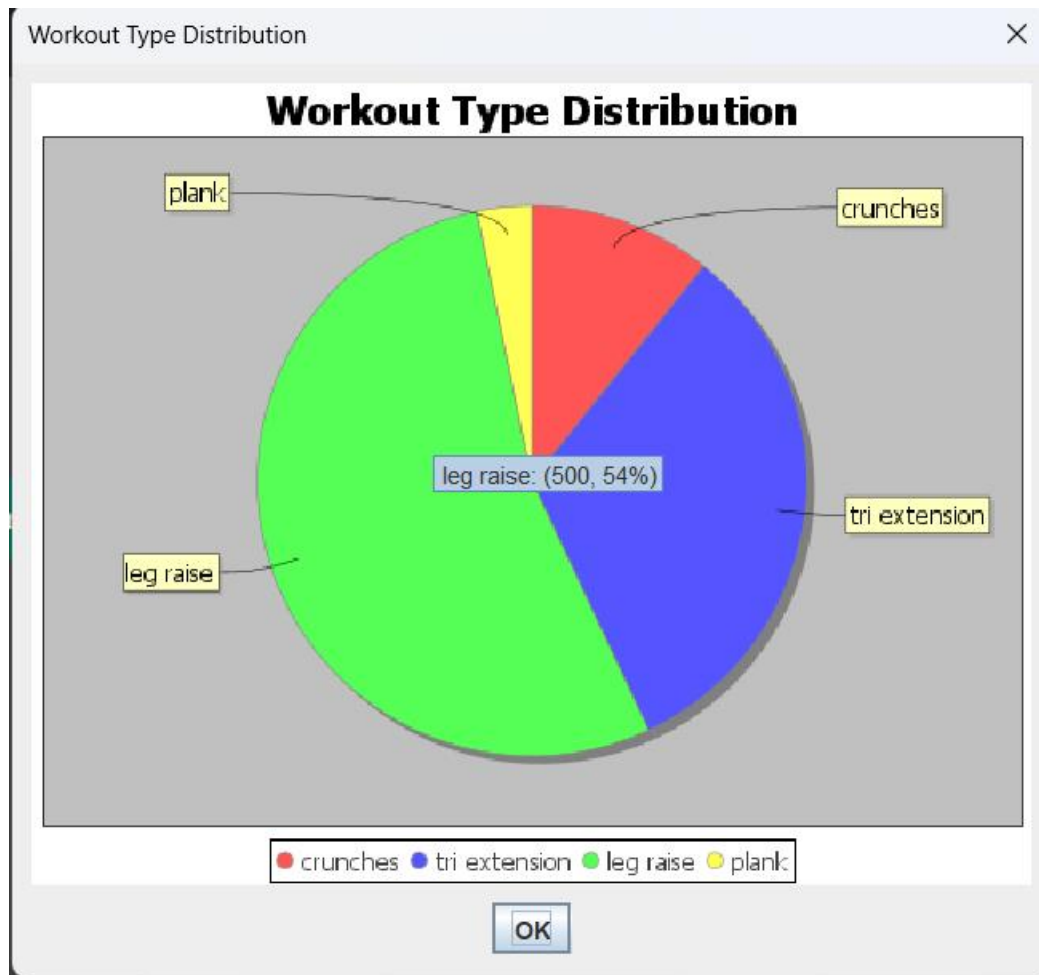 Workout Type Distribution
Workout Type Distribution
plank
crunches
leg raise: (500, 54%)
tri extension
leg raise
crunches tri extension leg raise plank
OK